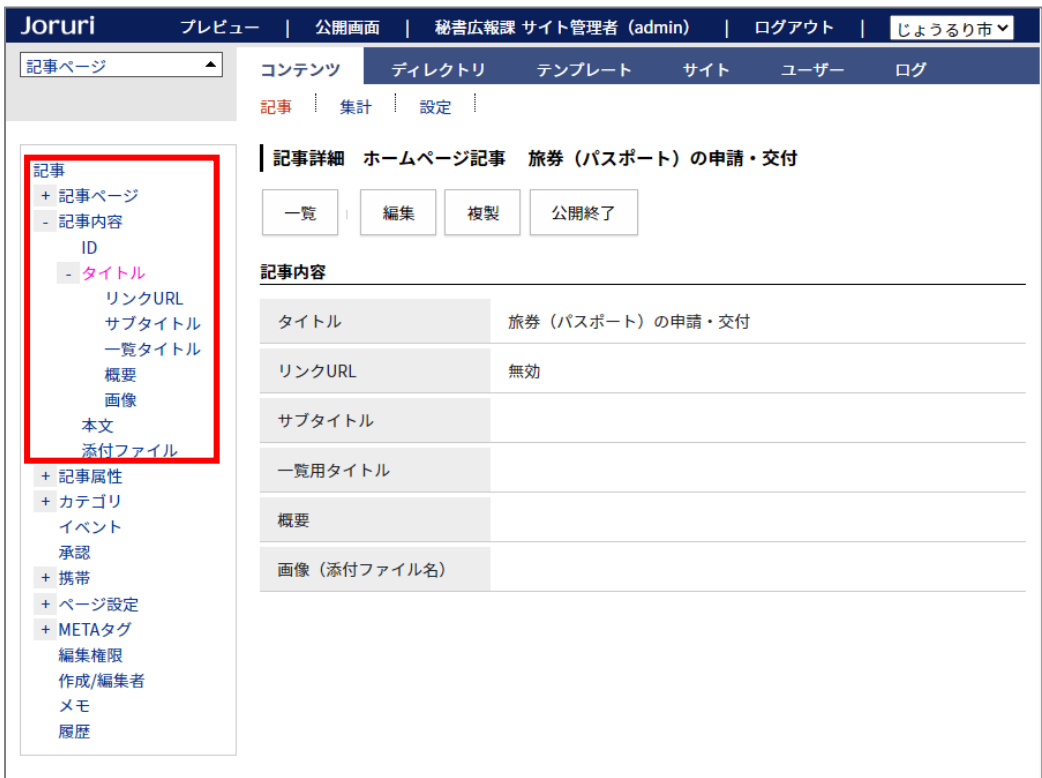 Joruri プレビュー | 公開画面 | 秘書広報課 サイト管理者（admin） | ログアウト | じょうるり市
記事ページ
コンテンツ ディレクトリ テンプレート サイト ユーザー ログ
記事 集計 設定
記事
+ 記事ページ
- 記事内容
ID
- タイトル
リンクURL
サブタイトル
一覧タイトル
概要
画像
本文
添付ファイル
+ 記事属性
+ カテゴリ
イベント
承認
+ 携帯
+ ページ設定
+ METAタグ
編集権限
作成/編集者
メモ
履歴
記事詳細 ホームページ記事 旅券（パスポート）の申請・交付
一覧 編集 複製 公開終了
記事内容
タイトル 旅券（パスポート）の申請・交付
リンクURL 無効
サブタイトル
一覧用タイトル
概要
画像（添付ファイル名）